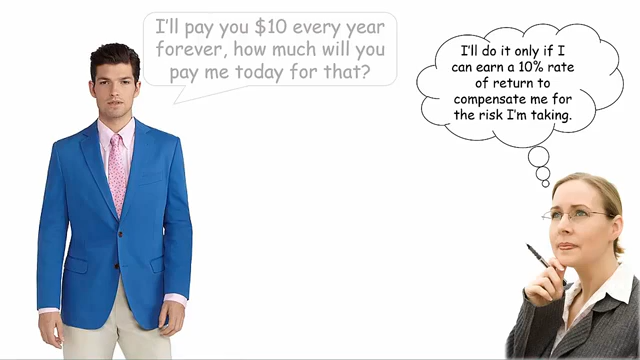 I'll pay you $10 every year
forever, how much will you
pay me today for that?
I'll do it only if I
can earn a 10% rate
of return to
compensate me for
the risk I'm taking.